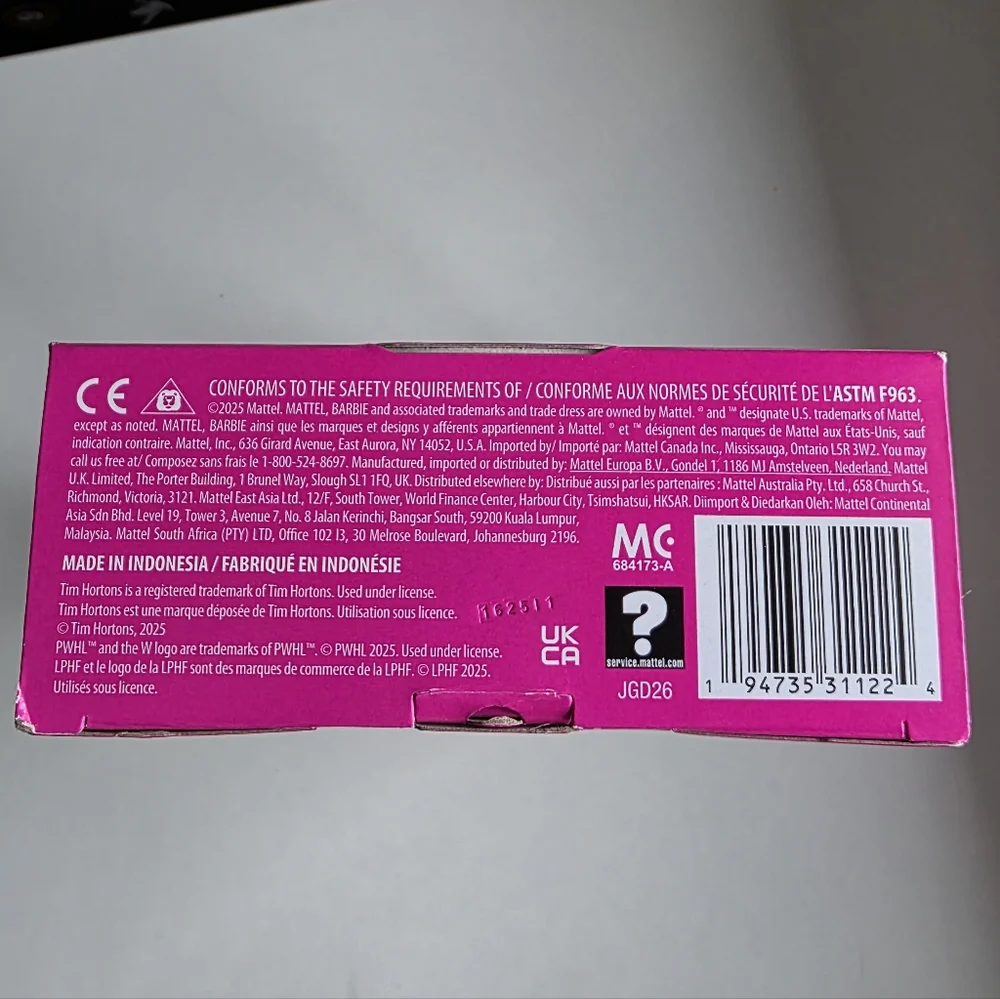 CE
CONFORMS TO THE SAFETY REQUIREMENTS OF / CONFORME AUX NORMES DE SÉCURITÉ DE L'ASTM F963.
©2025 Mattel. MATTEL, BARBIE and associated trademarks and trade dress are owned by Mattel. ® and ™ designate U.S. trademarks of Mattel,
except as noted. MATTEL, BARBIE ainsi que les marques et designs y afférents appartiennent à Mattel. ® et ™ désignent des marques de Mattel aux États-Unis, sauf
indication contraire. Mattel, Inc., 636 Girard Avenue, East Aurora, NY 14052, U.S.A. Imported by/ Importé par: Mattel Canada Inc., Mississauga, Ontario L5R 3W2. You may
call us free at/ Composez sans frais le 1-800-524-8697. Manufactured, imported or distributed by: Mattel Europa B.V., Gondel 1, 1186 MJ Amstelveen, Nederland. Mattel
U.K. Limited, The Porter Building, 1 Brunel Way, Slough SL1 1FQ, UK. Distributed elsewhere by: Distribué aussi par les partenaires : Mattel Australia Pty. Ltd., 658 Church St.,
Richmond, Victoria, 3121. Mattel East Asia Ltd., 12/F, South Tower, World Finance Center, Harbour City, Tsimshatsui, HKSAR. Diimport & Diedarkan Oleh: Mattel Continental
Asia Sdn Bhd. Level 19, Tower 3, Avenue 7, No. 8 Jalan Kerinchi, Bangsar South, 59200 Kuala Lumpur,
Malaysia. Mattel South Africa (PTY) LTD, Office 102 I3, 30 Melrose Boulevard, Johannesburg 2196.
MADE IN INDONESIA / FABRIQUÉ EN INDONÉSIE
Tim Hortons is a registered trademark of Tim Hortons. Used under license.
Tim Hortons est une marque déposée de Tim Hortons. Utilisation sous licence.
© Tim Hortons, 2025
PWHL™ and the W logo are trademarks of PWHL™. © PWHL 2025. Used under license.
LPHF et le logo de la LPHF sont des marques de commerce de la LPHF. © LPHF 2025.
Utilisés sous licence.
UK
CA
MC
684173-A
?
service.mattel.com
JGD26
1 94735 31122 4